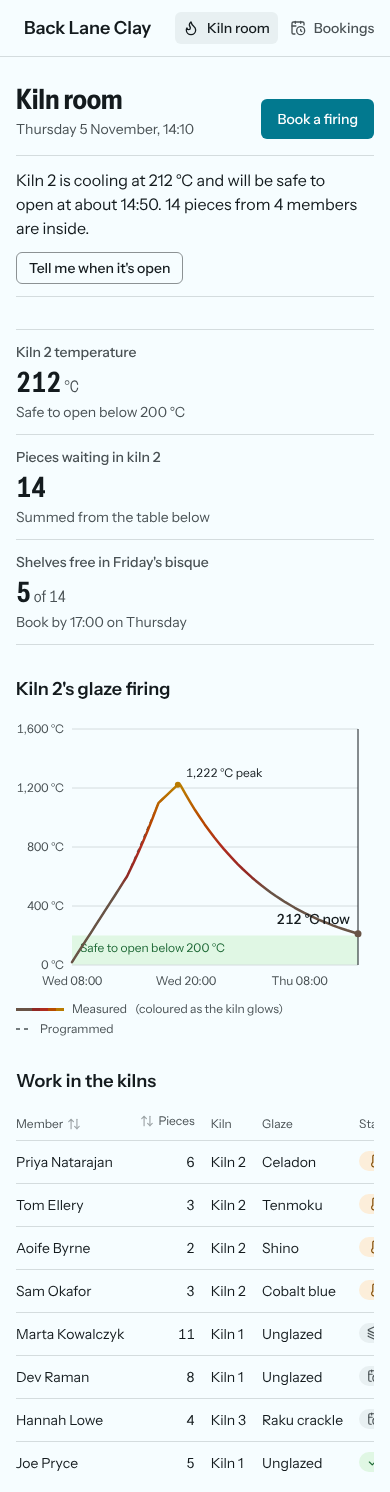 Back Lane Clay
Kiln room
Bookings
Kiln room
Thursday 5 November, 14:10
Book a firing
Kiln 2 is cooling at 212 °C and will be safe to
open at about 14:50. 14 pieces from 4 members
are inside.
Tell me when it's open
Kiln 2 temperature
212 °C
Safe to open below 200 °C
Pieces waiting in kiln 2
14
Summed from the table below
Shelves free in Friday's bisque
5 of 14
Book by 17:00 on Thursday
Kiln 2's glaze firing
1,600 °C
1,222 °C peak
1,200 °C
800 °C
400 °C
212 °C now
Safe to open below 200 °C
0 °C
Wed 08:00 Wed 20:00 Thu 08:00
Measured (coloured as the kiln glows)
Programmed
Work in the kilns
Member Pieces Kiln Glaze
Priya Natarajan 6 Kiln 2 Celadon
Tom Ellery 3 Kiln 2 Tenmoku
Aoife Byrne 2 Kiln 2 Shino
Sam Okafor 3 Kiln 2 Cobalt blue
Marta Kowalczyk 11 Kiln 1 Unglazed
Dev Raman 8 Kiln 1 Unglazed
Hannah Lowe 4 Kiln 3 Raku crackle
Joe Pryce 5 Kiln 1 Unglazed